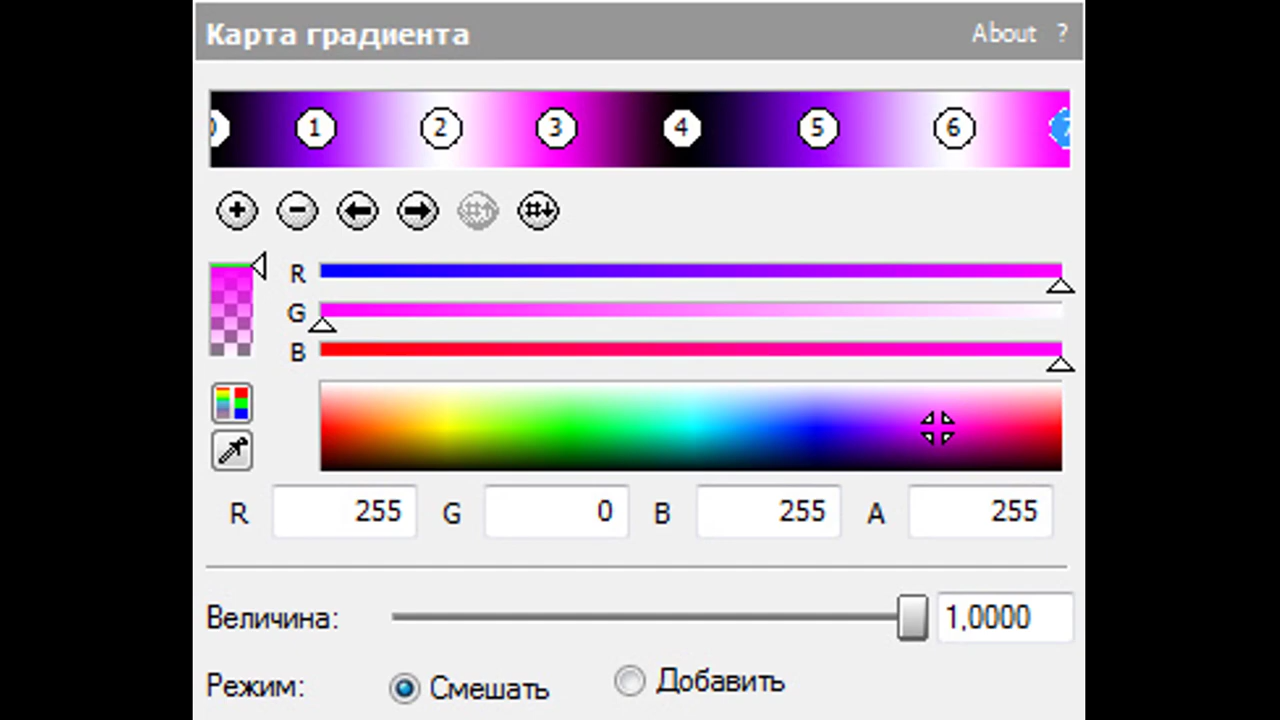 Карта градиента About ?
1 2 3 4 5 6 7
R
G
B
R 255 G 0 B 255 A 255
Величина: 1,0000
Режим: Смешать Добавить